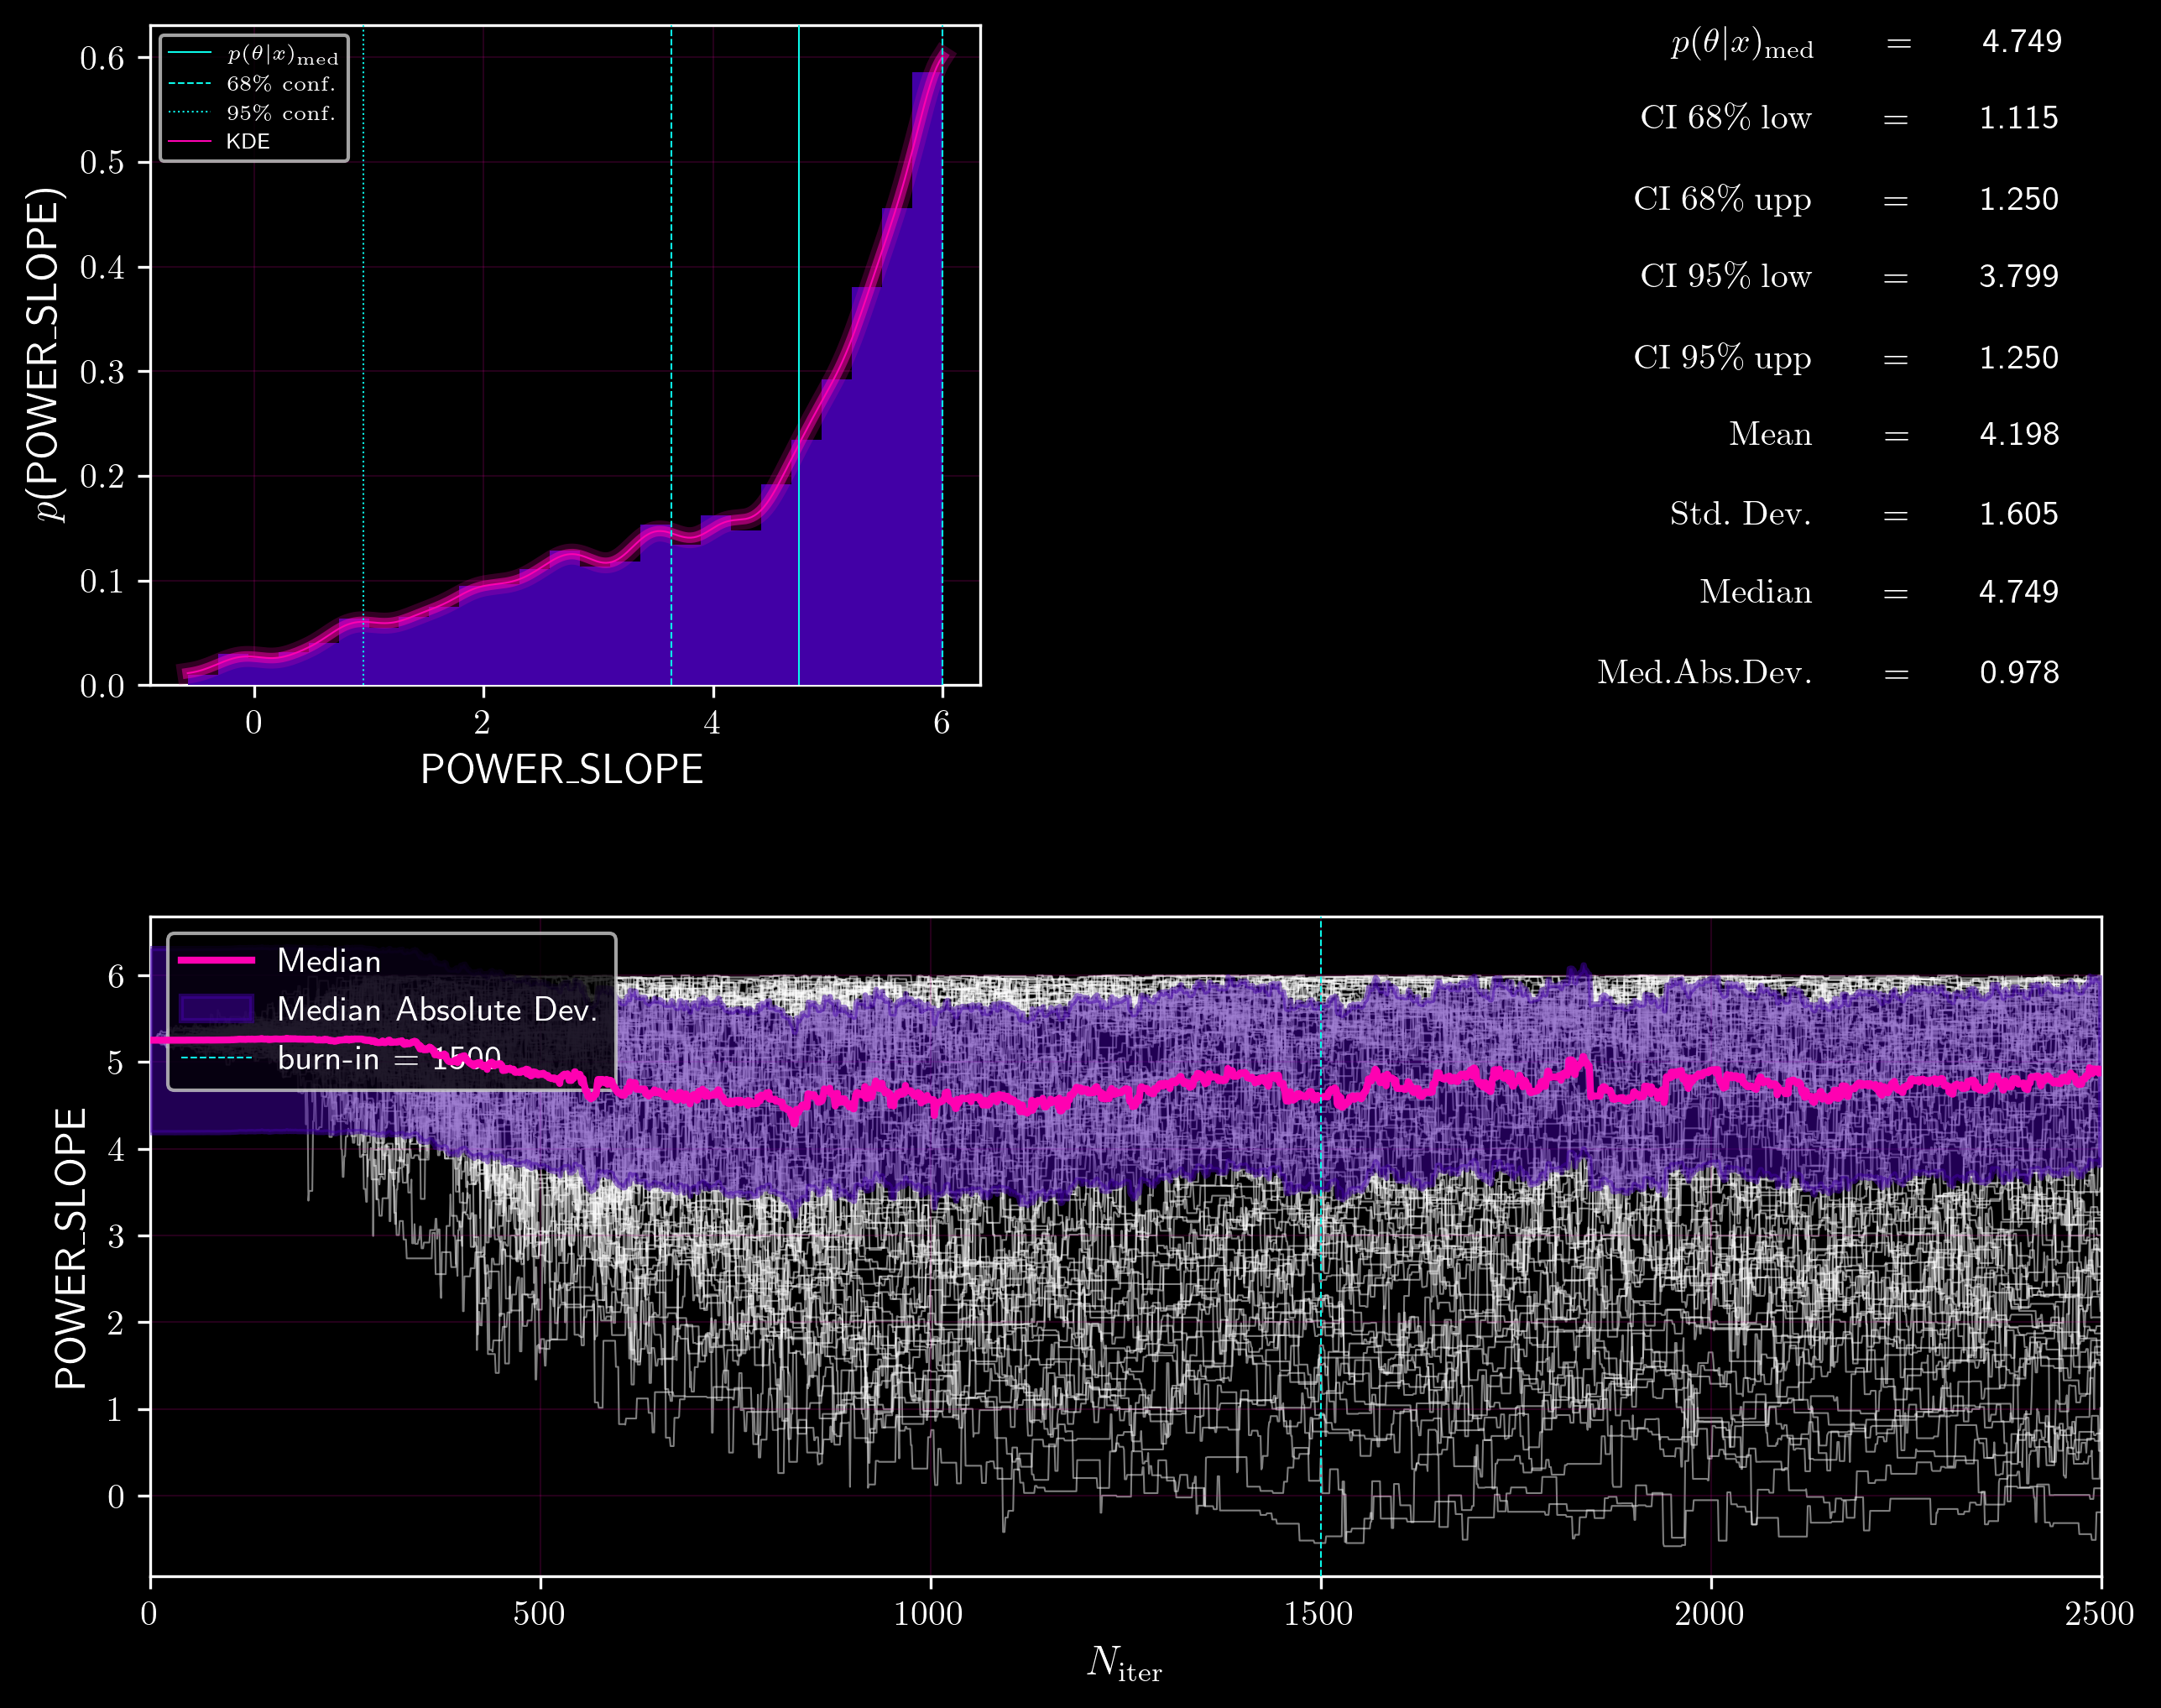 0.6
0.5
0.4
0.3
0.2
0.1
0.0
p(POWER_SLOPE)
p(θ|x)med
68% conf.
95% conf.
KDE
0 2 4 6
POWER_SLOPE
p(θ|x)med = 4.749
CI 68% low = 1.115
CI 68% upp = 1.250
CI 95% low = 3.799
CI 95% upp = 1.250
Mean = 4.198
Std. Dev. = 1.605
Median = 4.749
Med.Abs.Dev. = 0.978
6
5
4
3
2
1
0
POWER_SLOPE
Median
Median Absolute Dev.
burn-in = 1500
0 500 1000 1500 2000 2500
Niter